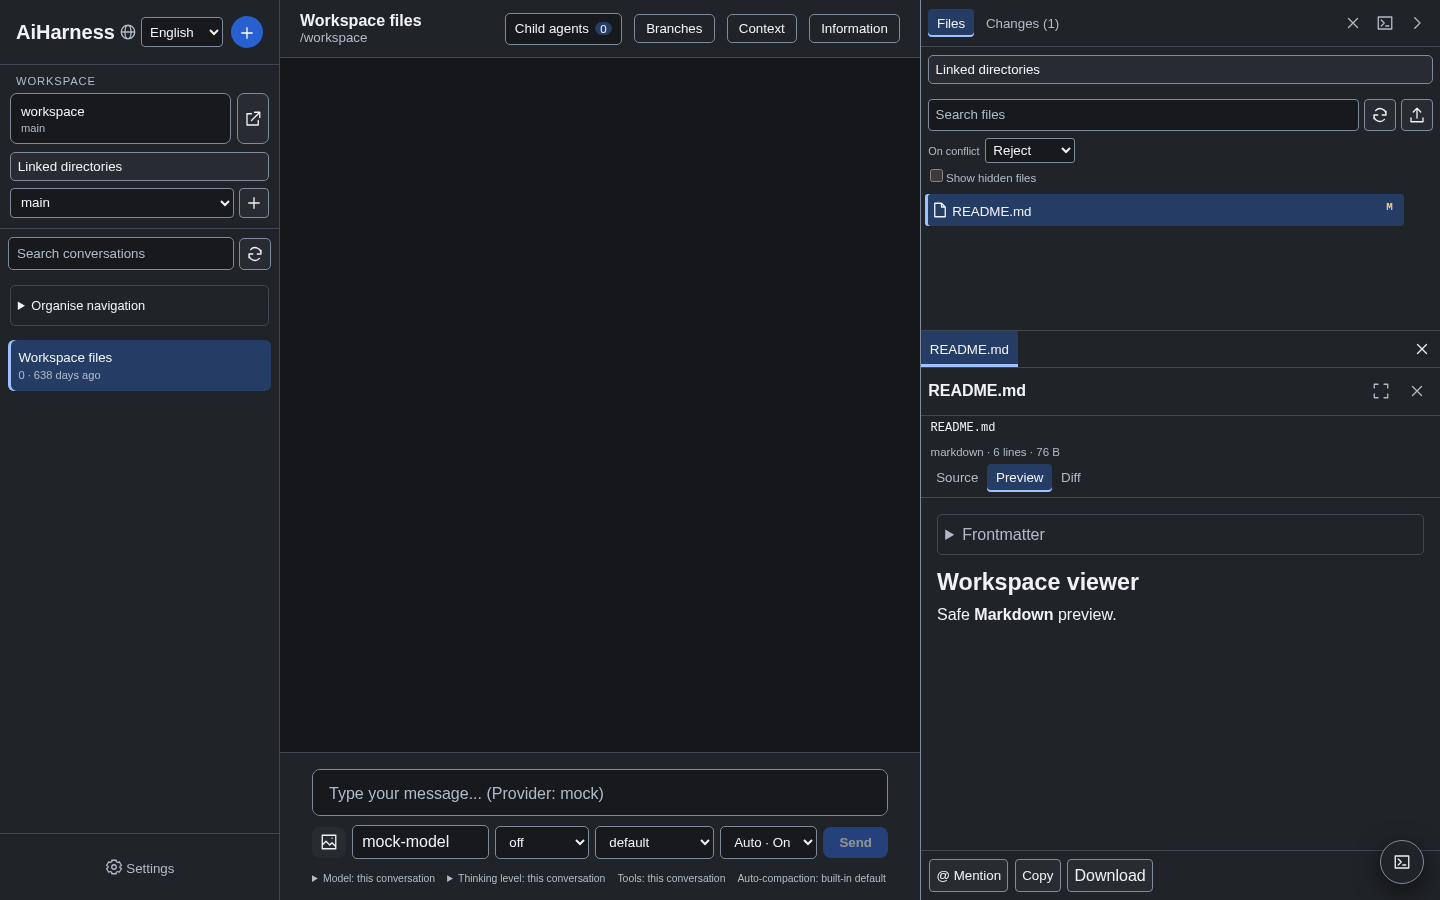 AiHarness
English
WORKSPACE
workspace
main
Linked directories
main
Search conversations
Organise navigation
Workspace files
0 · 638 days ago
Settings
Workspace files
/workspace
Child agents 0
Branches
Context
Information
Type your message... (Provider: mock)
mock-model
off
default
Auto · On
Send
Model: this conversation
Thinking level: this conversation
Tools: this conversation
Auto-compaction: built-in default
Files
Changes (1)
Linked directories
Search files
On conflict
Reject
Show hidden files
README.md
M
README.md
README.md
README.md
markdown · 6 lines · 76 B
Source
Preview
Diff
Frontmatter
Workspace viewer
Safe Markdown preview.
@ Mention
Copy
Download